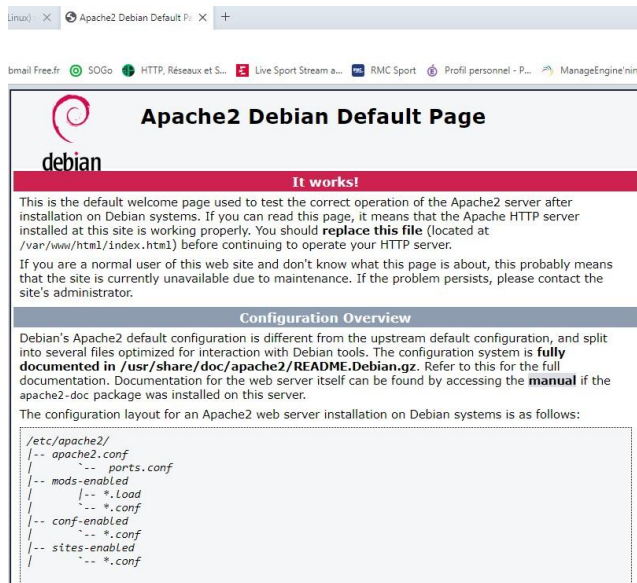 Linux)
Apache2 Debian Default Pa
bmail Free.fr SOGo HTTP, Réseaux et S... Live Sport Stream a... RMC Sport Profil personnel - P... ManageEngine'nin
debian
Apache2 Debian Default Page
It works!
This is the default welcome page used to test the correct operation of the Apache2 server after
installation on Debian systems. If you can read this page, it means that the Apache HTTP server
installed at this site is working properly. You should replace this file (located at
/var/www/html/index.html) before continuing to operate your HTTP server.
If you are a normal user of this web site and don't know what this page is about, this probably means
that the site is currently unavailable due to maintenance. If the problem persists, please contact the
site's administrator.
Configuration Overview
Debian's Apache2 default configuration is different from the upstream default configuration, and split
into several files optimized for interaction with Debian tools. The configuration system is fully
documented in /usr/share/doc/apache2/README.Debian.gz. Refer to this for the full
documentation. Documentation for the web server itself can be found by accessing the manual if the
apache2-doc package was installed on this server.
The configuration layout for an Apache2 web server installation on Debian systems is as follows:
/etc/apache2/
|-- apache2.conf
|       `--  ports.conf
|-- mods-enabled
|       |-- *.load
|       `-- *.conf
|-- conf-enabled
|       `-- *.conf
|-- sites-enabled
|       `-- *.conf